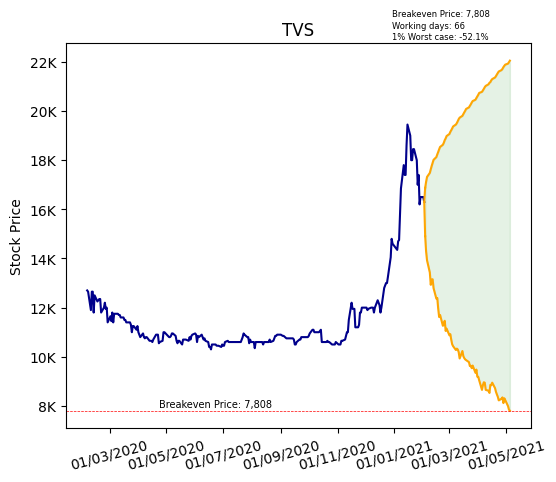 Breakeven Price: 7,808
Working days: 66
1% Worst case: -52.1%
TVS
Stock Price
22K
20K
18K
16K
14K
12K
10K
8K
Breakeven Price: 7,808
01/03/2020
01/05/2020
01/07/2020
01/09/2020
01/11/2020
01/01/2021
01/03/2021
01/05/2021